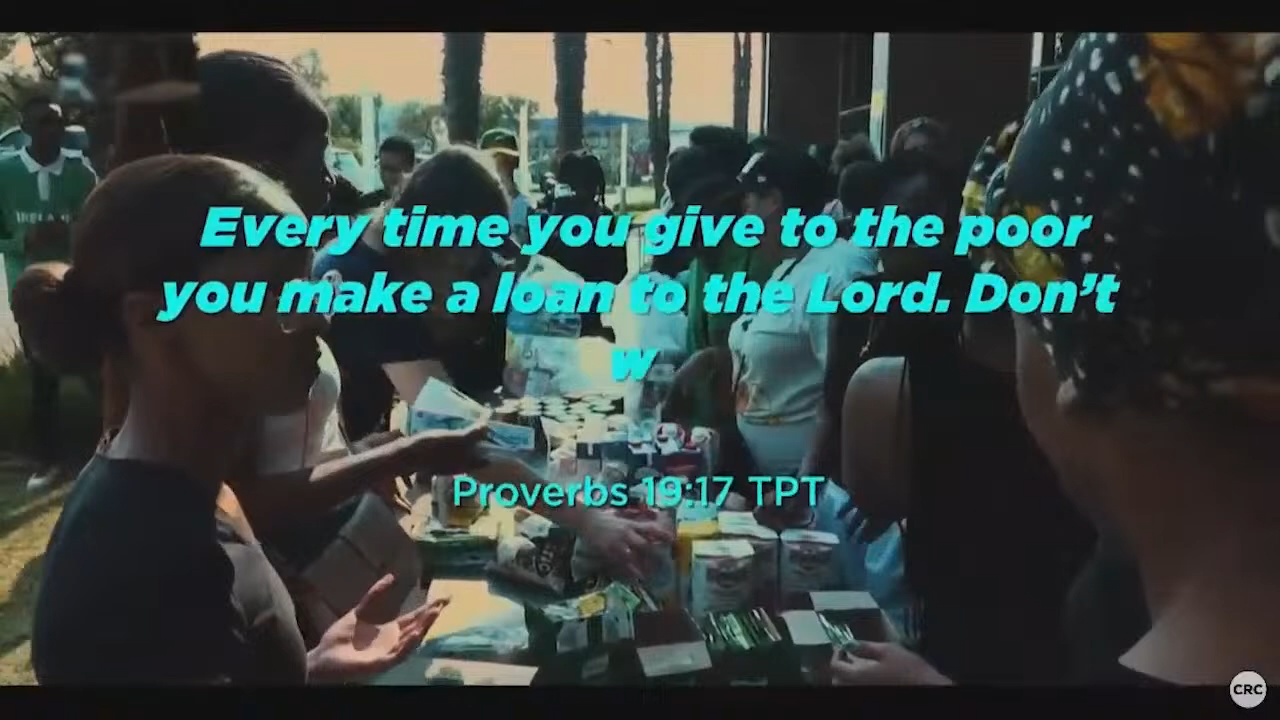 Every time you give to the poor
you make a loan to the Lord. Don’t
w
Proverbs 19:17 TPT
CRC